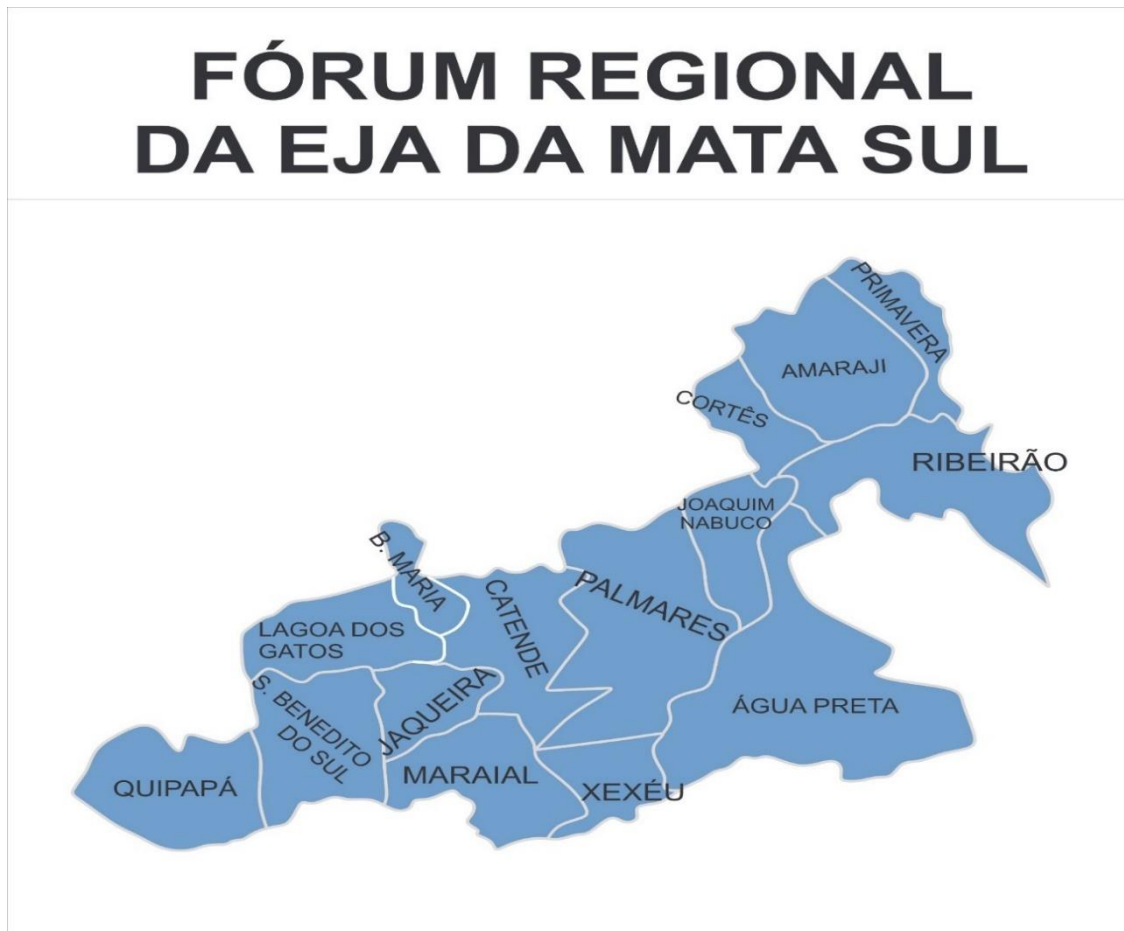 FÓRUM REGIONAL
DA EJA DA MATA SUL
PRIMAVERA
AMARAJI
CORTÊS
RIBEIRÃO
JOAQUIM
NABUCO
B. MARIA
CATENDE
PALMARES
LAGOA DOS
GATOS
S. BENEDITO
DO SUL
JAQUEIRA
ÁGUA PRETA
QUIPAPÁ
MARAIAL
XEXÉU